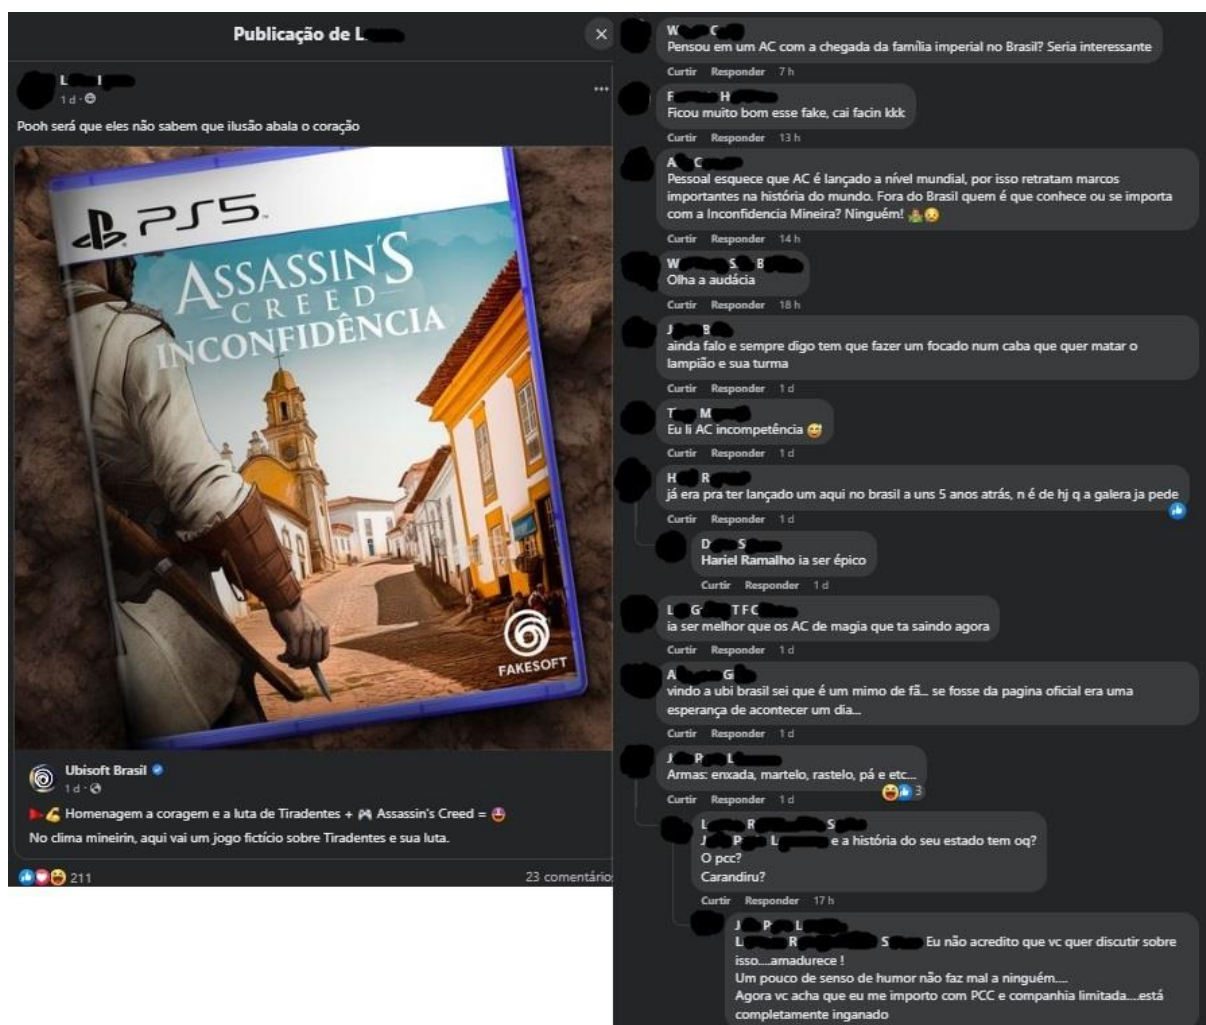 Publicação de L
L I
1 d
Pooh será que eles não sabem que ilusão abala o coração
PS5
ASSASSIN'S
CREED
INCONFIDÊNCIA
FAKESOFT
Ubisoft Brasil
1 d
Homenagem a coragem e a luta de Tiradentes + 🎮 Assassin's Creed = 🤩
No clima mineirin, aqui vai um jogo fictício sobre Tiradentes e sua luta.
211
23 comentário
W C
Pensou em um AC com a chegada da família imperial no Brasil? Seria interessante
Curtir Responder 7 h
F H
Ficou muito bom esse fake, cai facin kkk
Curtir Responder 13 h
A C
Pessoal esquece que AC é lançado a nível mundial, por isso retratam marcos
importantes na história do mundo. Fora do Brasil quem é que conhece ou se importa
com a Inconfidencia Mineira? Ninguém!
Curtir Responder 14 h
W S B
Olha a audácia
Curtir Responder 18 h
J B
ainda falo e sempre digo tem que fazer um focado num caba que quer matar o
lampião e sua turma
Curtir Responder 1 d
T M
Eu li AC incompetência 😅
Curtir Responder 1 d
H R
já era pra ter lançado um aqui no brasil a uns 5 anos atrás, n é de hj q a galera ja pede
Curtir Responder 1 d
D S
Hariel Ramalho ia ser épico
Curtir Responder 1 d
L G T F C
ia ser melhor que os AC de magia que ta saindo agora
Curtir Responder 1 d
A G
vindo a ubi brasil sei que é um mimo de fã... se fosse da pagina oficial era uma
esperança de acontecer um dia...
Curtir Responder 1 d
J P L
Armas: enxada, martelo, rastelo, pá e etc...
3
Curtir Responder 1 d
L R S
J P L e a história do seu estado tem oq?
O pcc?
Carandiru?
Curtir Responder 17 h
J P L
L R S Eu não acredito que vc quer discutir sobre
isso....amadurece !
Um pouco de senso de humor não faz mal a ninguém....
Agora vc acha que eu me importo com PCC e companhia limitada....está
completamente inganado